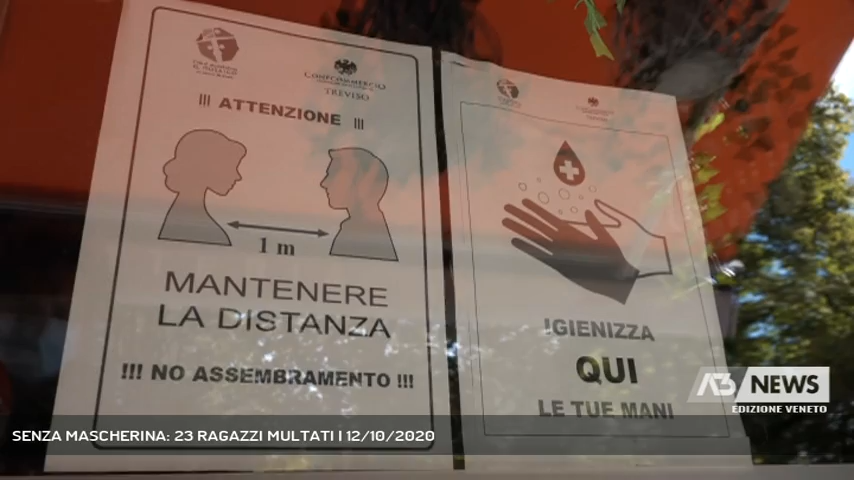 CONFCOMMERCIO
TREVISO
!!! ATTENZIONE !!!
1 m
MANTENERE
LA DISTANZA
!!! NO ASSEMBRAMENTO !!!
IGIENIZZA
QUI
LE TUE MANI
A3 NEWS
EDIZIONE VENETO
SENZA MASCHERINA: 23 RAGAZZI MULTATI | 12/10/2020